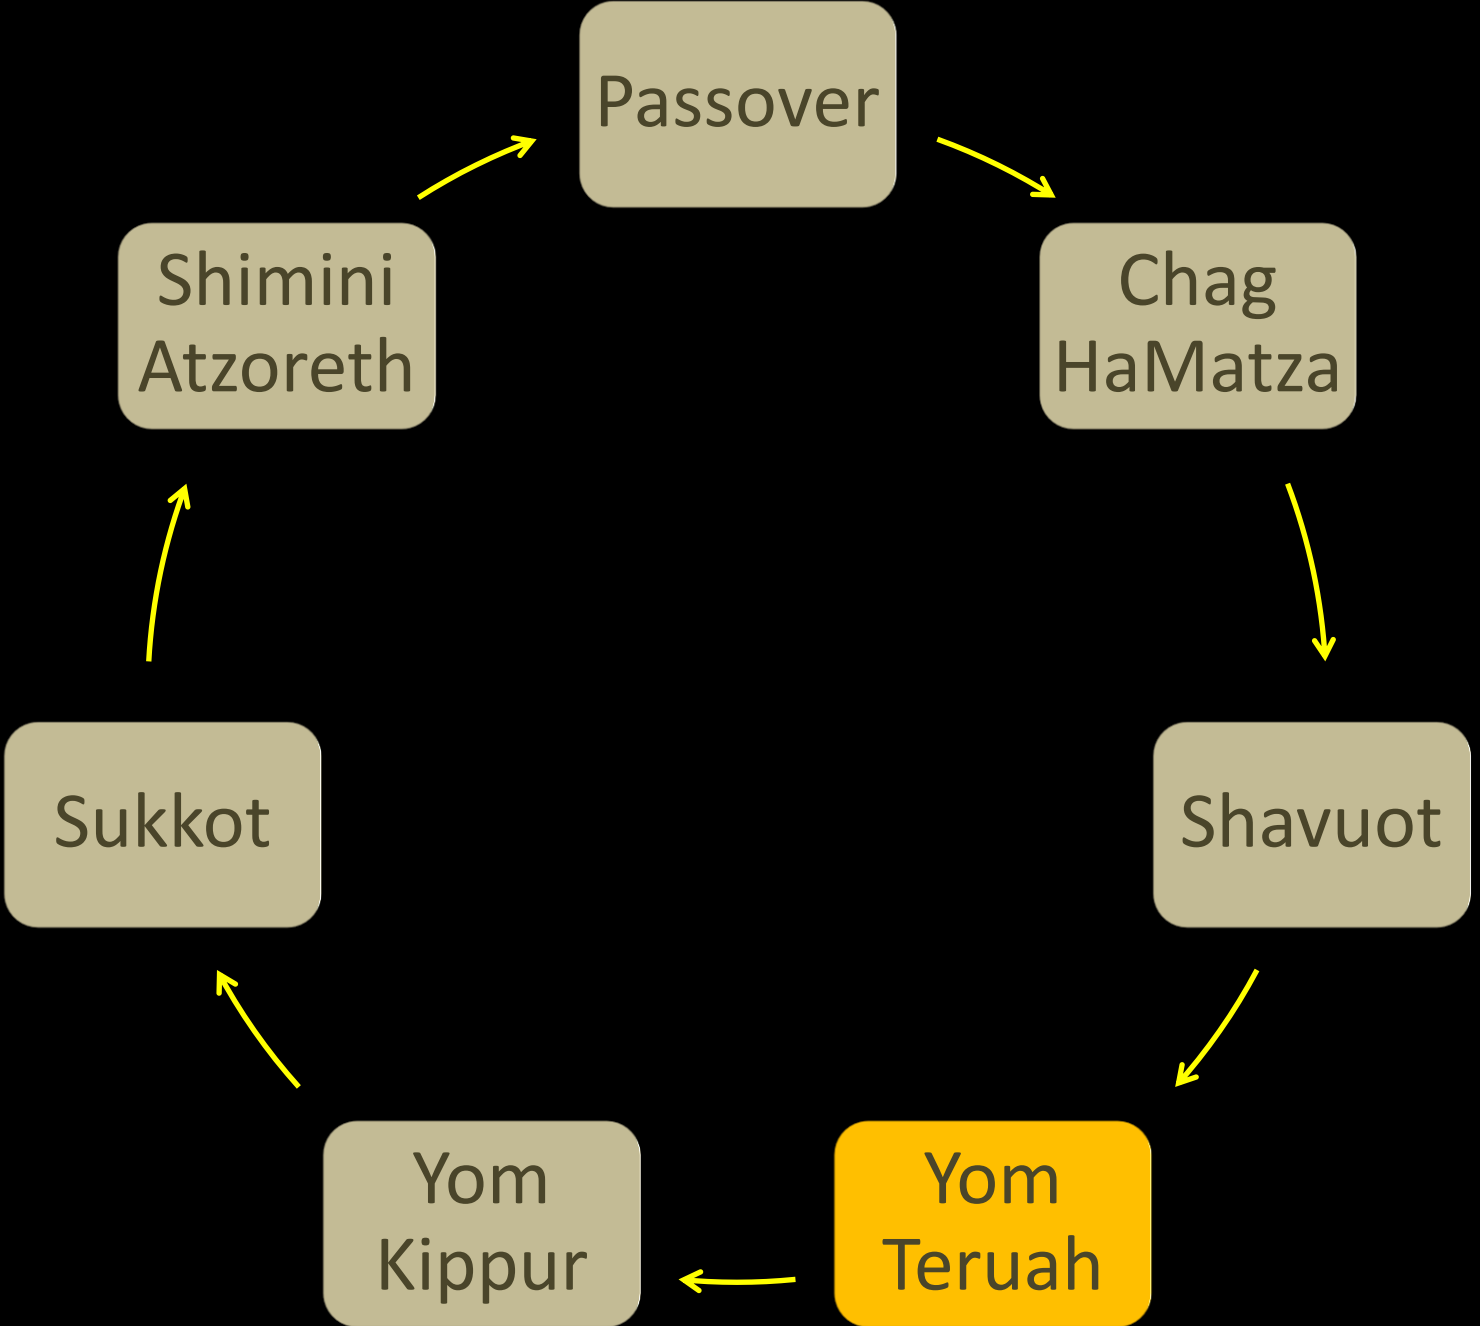 Passover
Chag
HaMatza
Shavuot
Yom
Teruah
Yom
Kippur
Sukkot
Shimini
Atzoreth